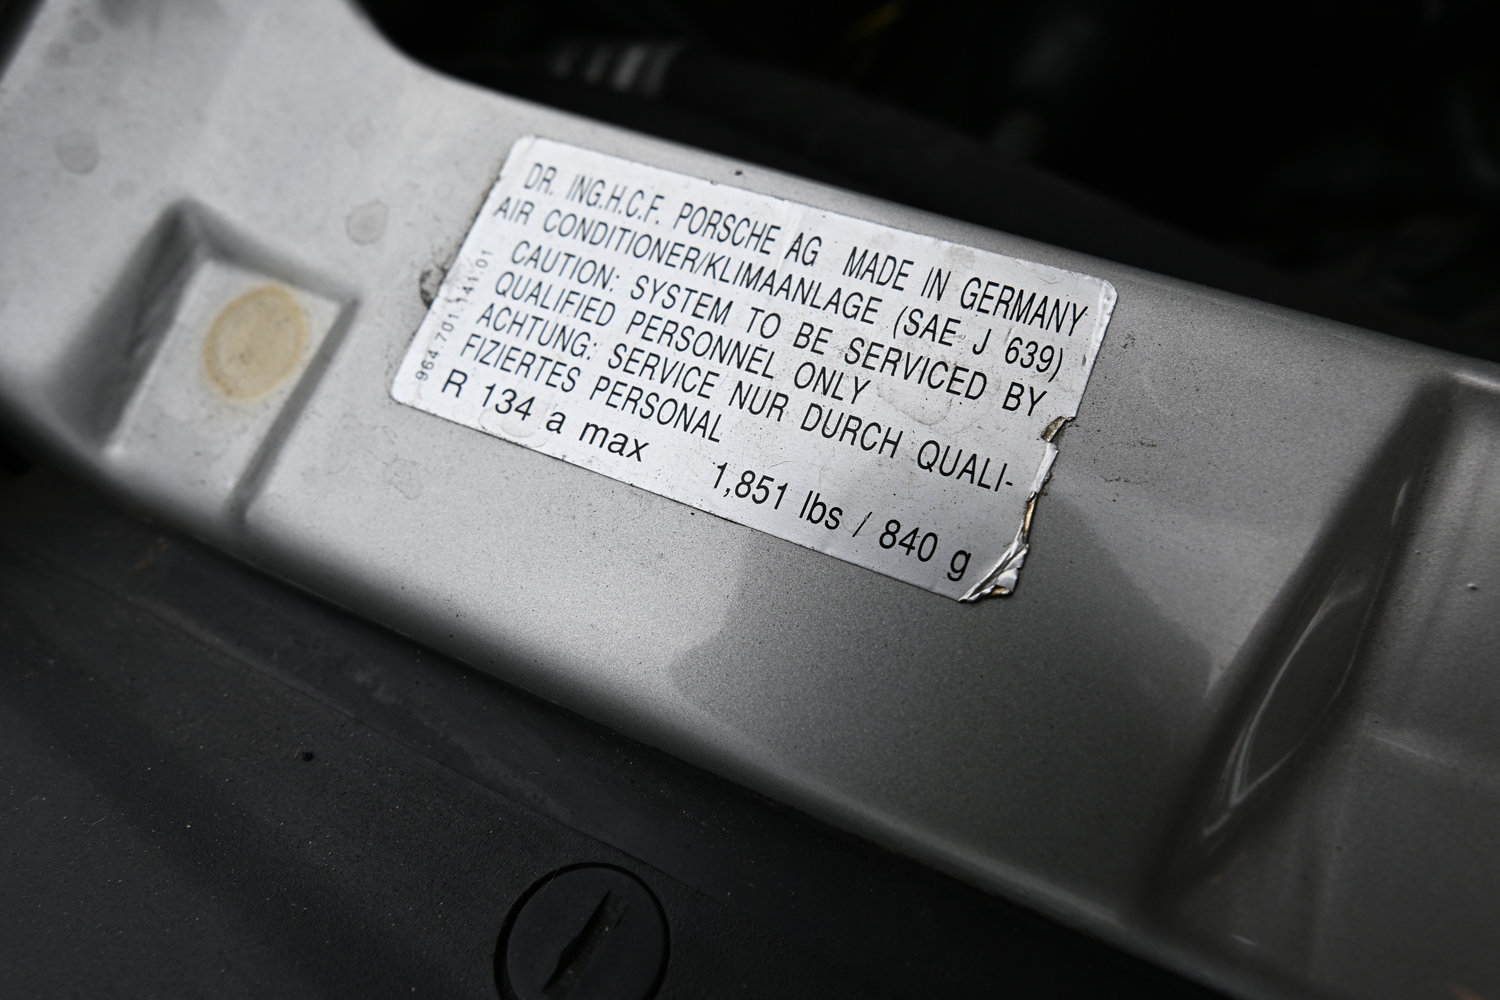 DR. ING.H.C.F. PORSCHE AG MADE IN GERMANY
AIR CONDITIONER/KLIMAANLAGE (SAE J 639)
CAUTION: SYSTEM TO BE SERVICED BY
QUALIFIED PERSONNEL ONLY
ACHTUNG: SERVICE NUR DURCH QUALI-
FIZIERTES PERSONAL
R 134 a max 1,851 lbs / 840 g
964.701.141.01